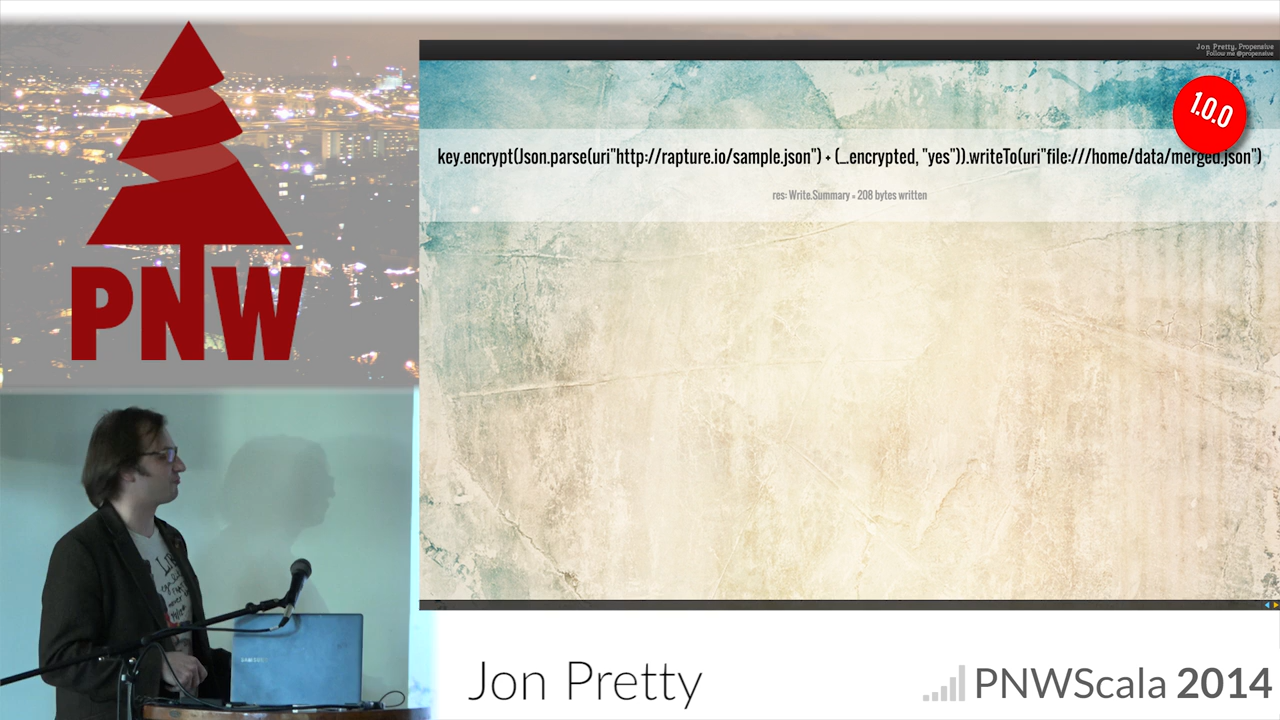 PNW
Jon Pretty, Propensive
Follow me @propensive
1.0.0
key.encrypt(Json.parse(uri"http://rapture.io/sample.json") + (_.encrypted, "yes")).writeTo(uri"file:///home/data/merged.json")
res: Write.Summary = 208 bytes written
SAMSUNG
Jon Pretty
PNWScala 2014